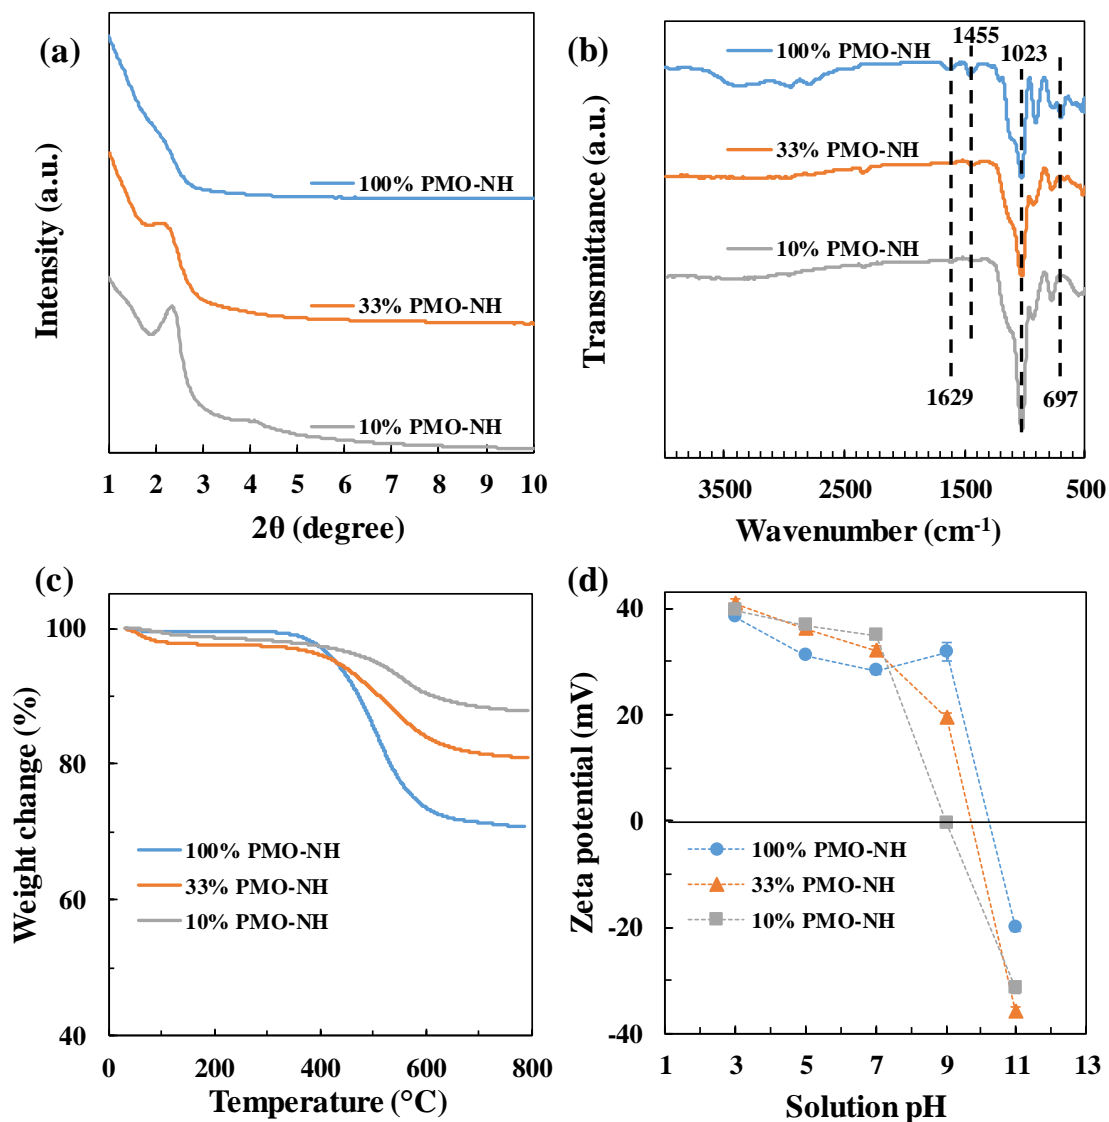 (a)
Intensity (a.u.)
100% PMO-NH
33% PMO-NH
10% PMO-NH
1 2 3 4 5 6 7 8 9 10
2θ (degree)
(b)
Transmittance (a.u.)
1455
100% PMO-NH
1023
33% PMO-NH
10% PMO-NH
1629
697
3500 2500 1500 500
Wavenumber (cm-1)
(c)
Weight change (%)
100
80
60
40
100% PMO-NH
33% PMO-NH
10% PMO-NH
0 200 400 600 800
Temperature (°C)
(d)
Zeta potential (mV)
40
20
0
-20
-40
100% PMO-NH
33% PMO-NH
10% PMO-NH
1 3 5 7 9 11 13
Solution pH